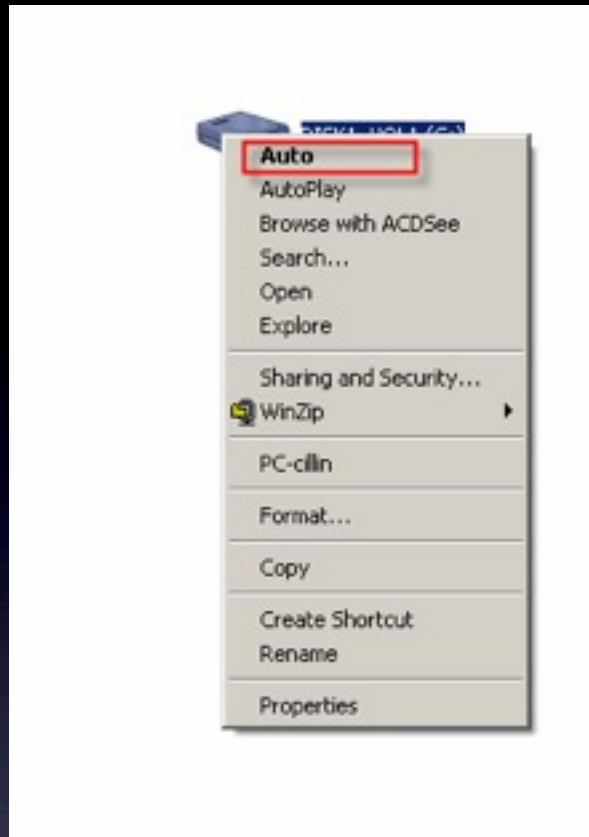 Auto
AutoPlay
Browse with ACDSee
Search...
Open
Explore
Sharing and Security...
WinZip
PC-cillin
Format...
Copy
Create Shortcut
Rename
Properties